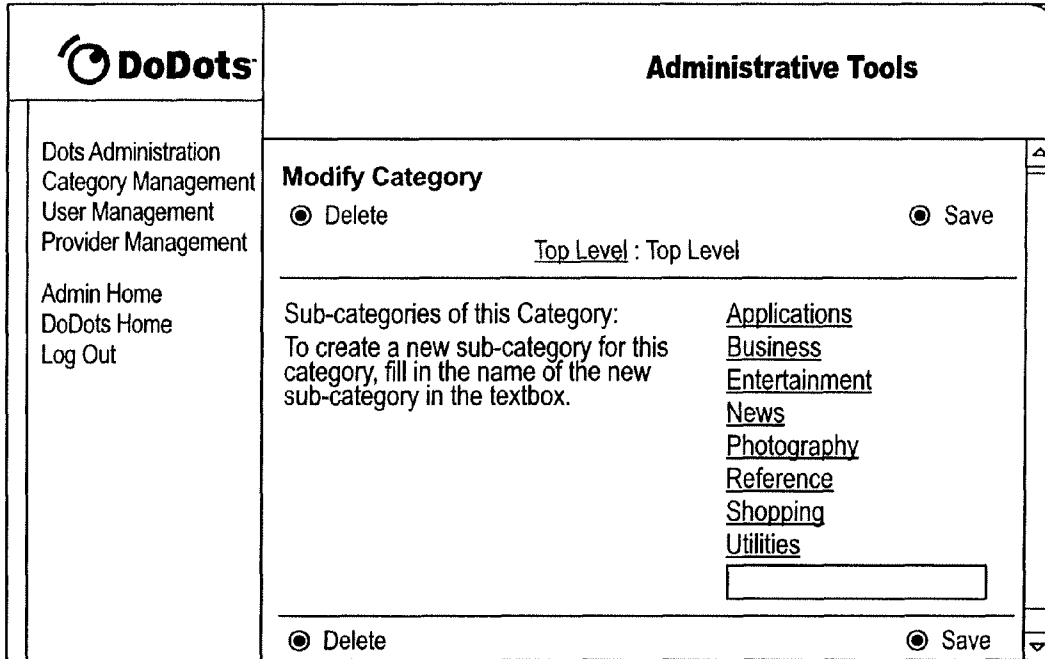 DoDots
Administrative Tools
Dots Administration
Category Management
User Management
Provider Management
Admin Home
DoDots Home
Log Out
Modify Category
Delete
Save
Top Level : Top Level
Sub-categories of this Category:
To create a new sub-category for this
category, fill in the name of the new
sub-category in the textbox.
Applications
Business
Entertainment
News
Photography
Reference
Shopping
Utilities
Delete
Save